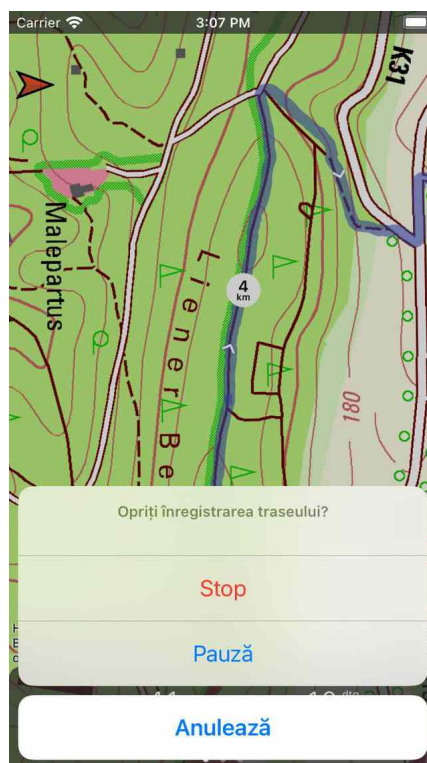 Carrier 3:07 PM
K31
Malepartus
Liener Be
4
km
180
Opriți înregistrarea traseului?
Stop
Pauză
Anulează